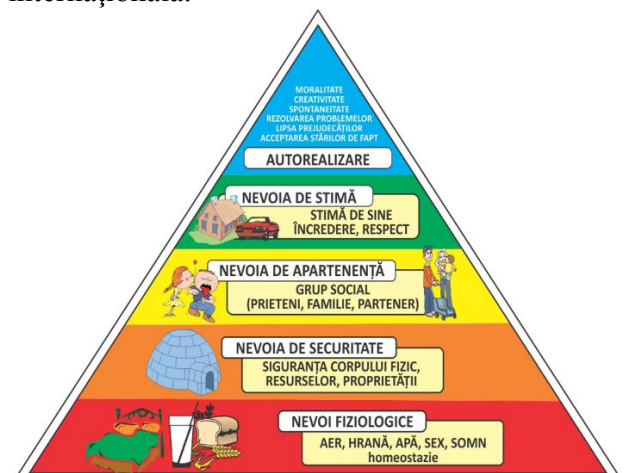 internațională.
MORALITATE
CREATIVITATE
SPONTANEITATE
REZOLVAREA PROBLEMELOR
LIPSA PREJUDECĂȚILOR
ACCEPTAREA STĂRILOR DE FAPT
AUTOREALIZARE
NEVOIA DE STIMĂ
STIMĂ DE SINE
ÎNCREDERE, RESPECT
NEVOIA DE APARTENENȚĂ
GRUP SOCIAL
(PRIETENI, FAMILIE, PARTENER)
NEVOIA DE SECURITATE
SIGURANȚA CORPULUI FIZIC,
RESURSELOR, PROPRIETĂȚII
NEVOI FIZIOLOGICE
AER, HRANĂ, APĂ, SEX, SOMN
homeostazie